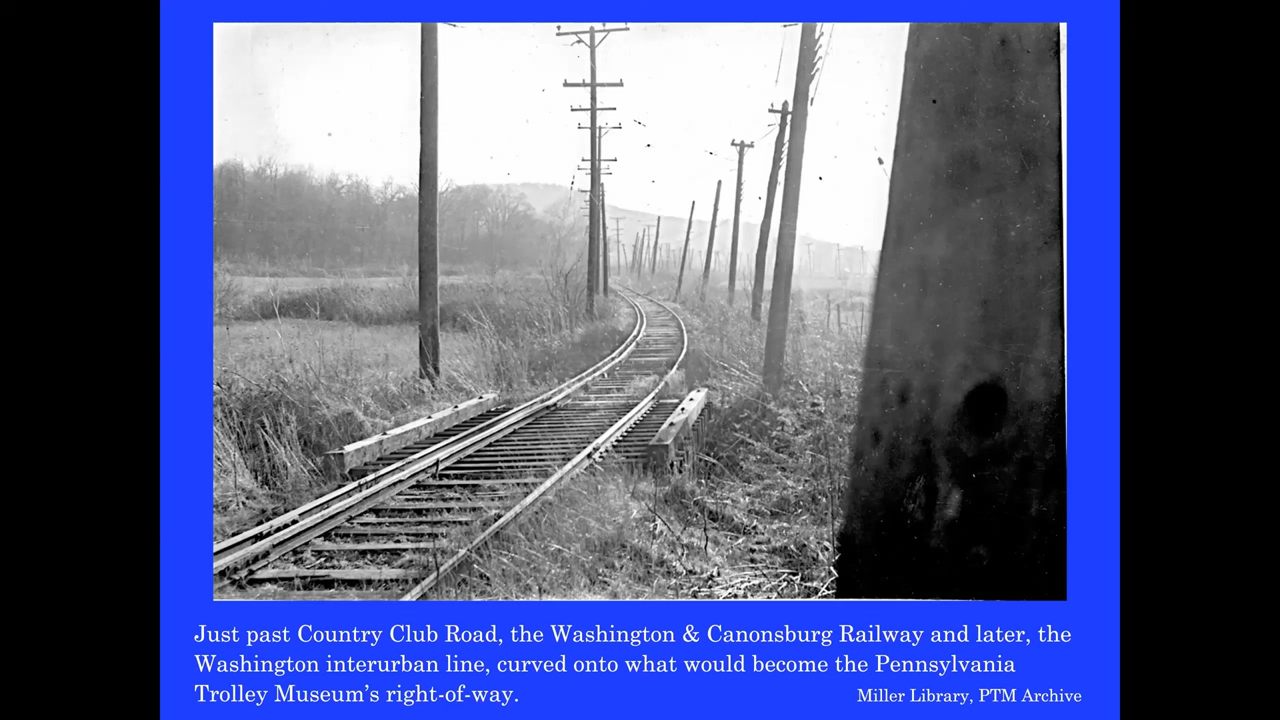 Just past Country Club Road, the Washington & Canonsburg Railway and later, the
Washington interurban line, curved onto what would become the Pennsylvania
Trolley Museum’s right-of-way.
Miller Library, PTM Archive